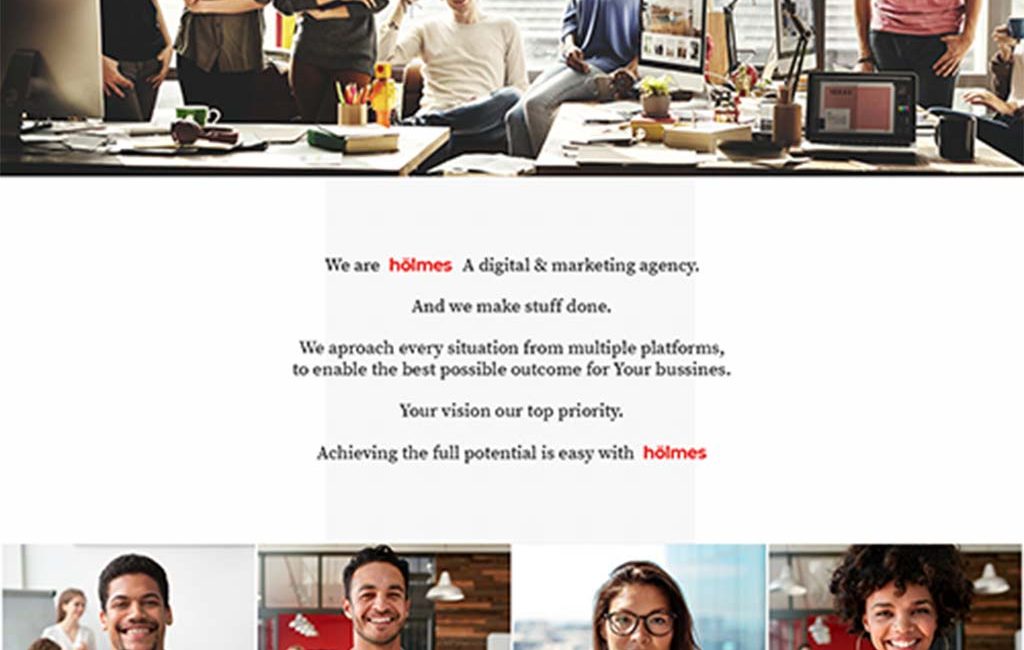 We are hölmes A digital & marketing agency.
And we make stuff done.
We aproach every situation from multiple platforms,
to enable the best possible outcome for Your bussines.
Your vision our top priority.
Achieving the full potential is easy with hölmes